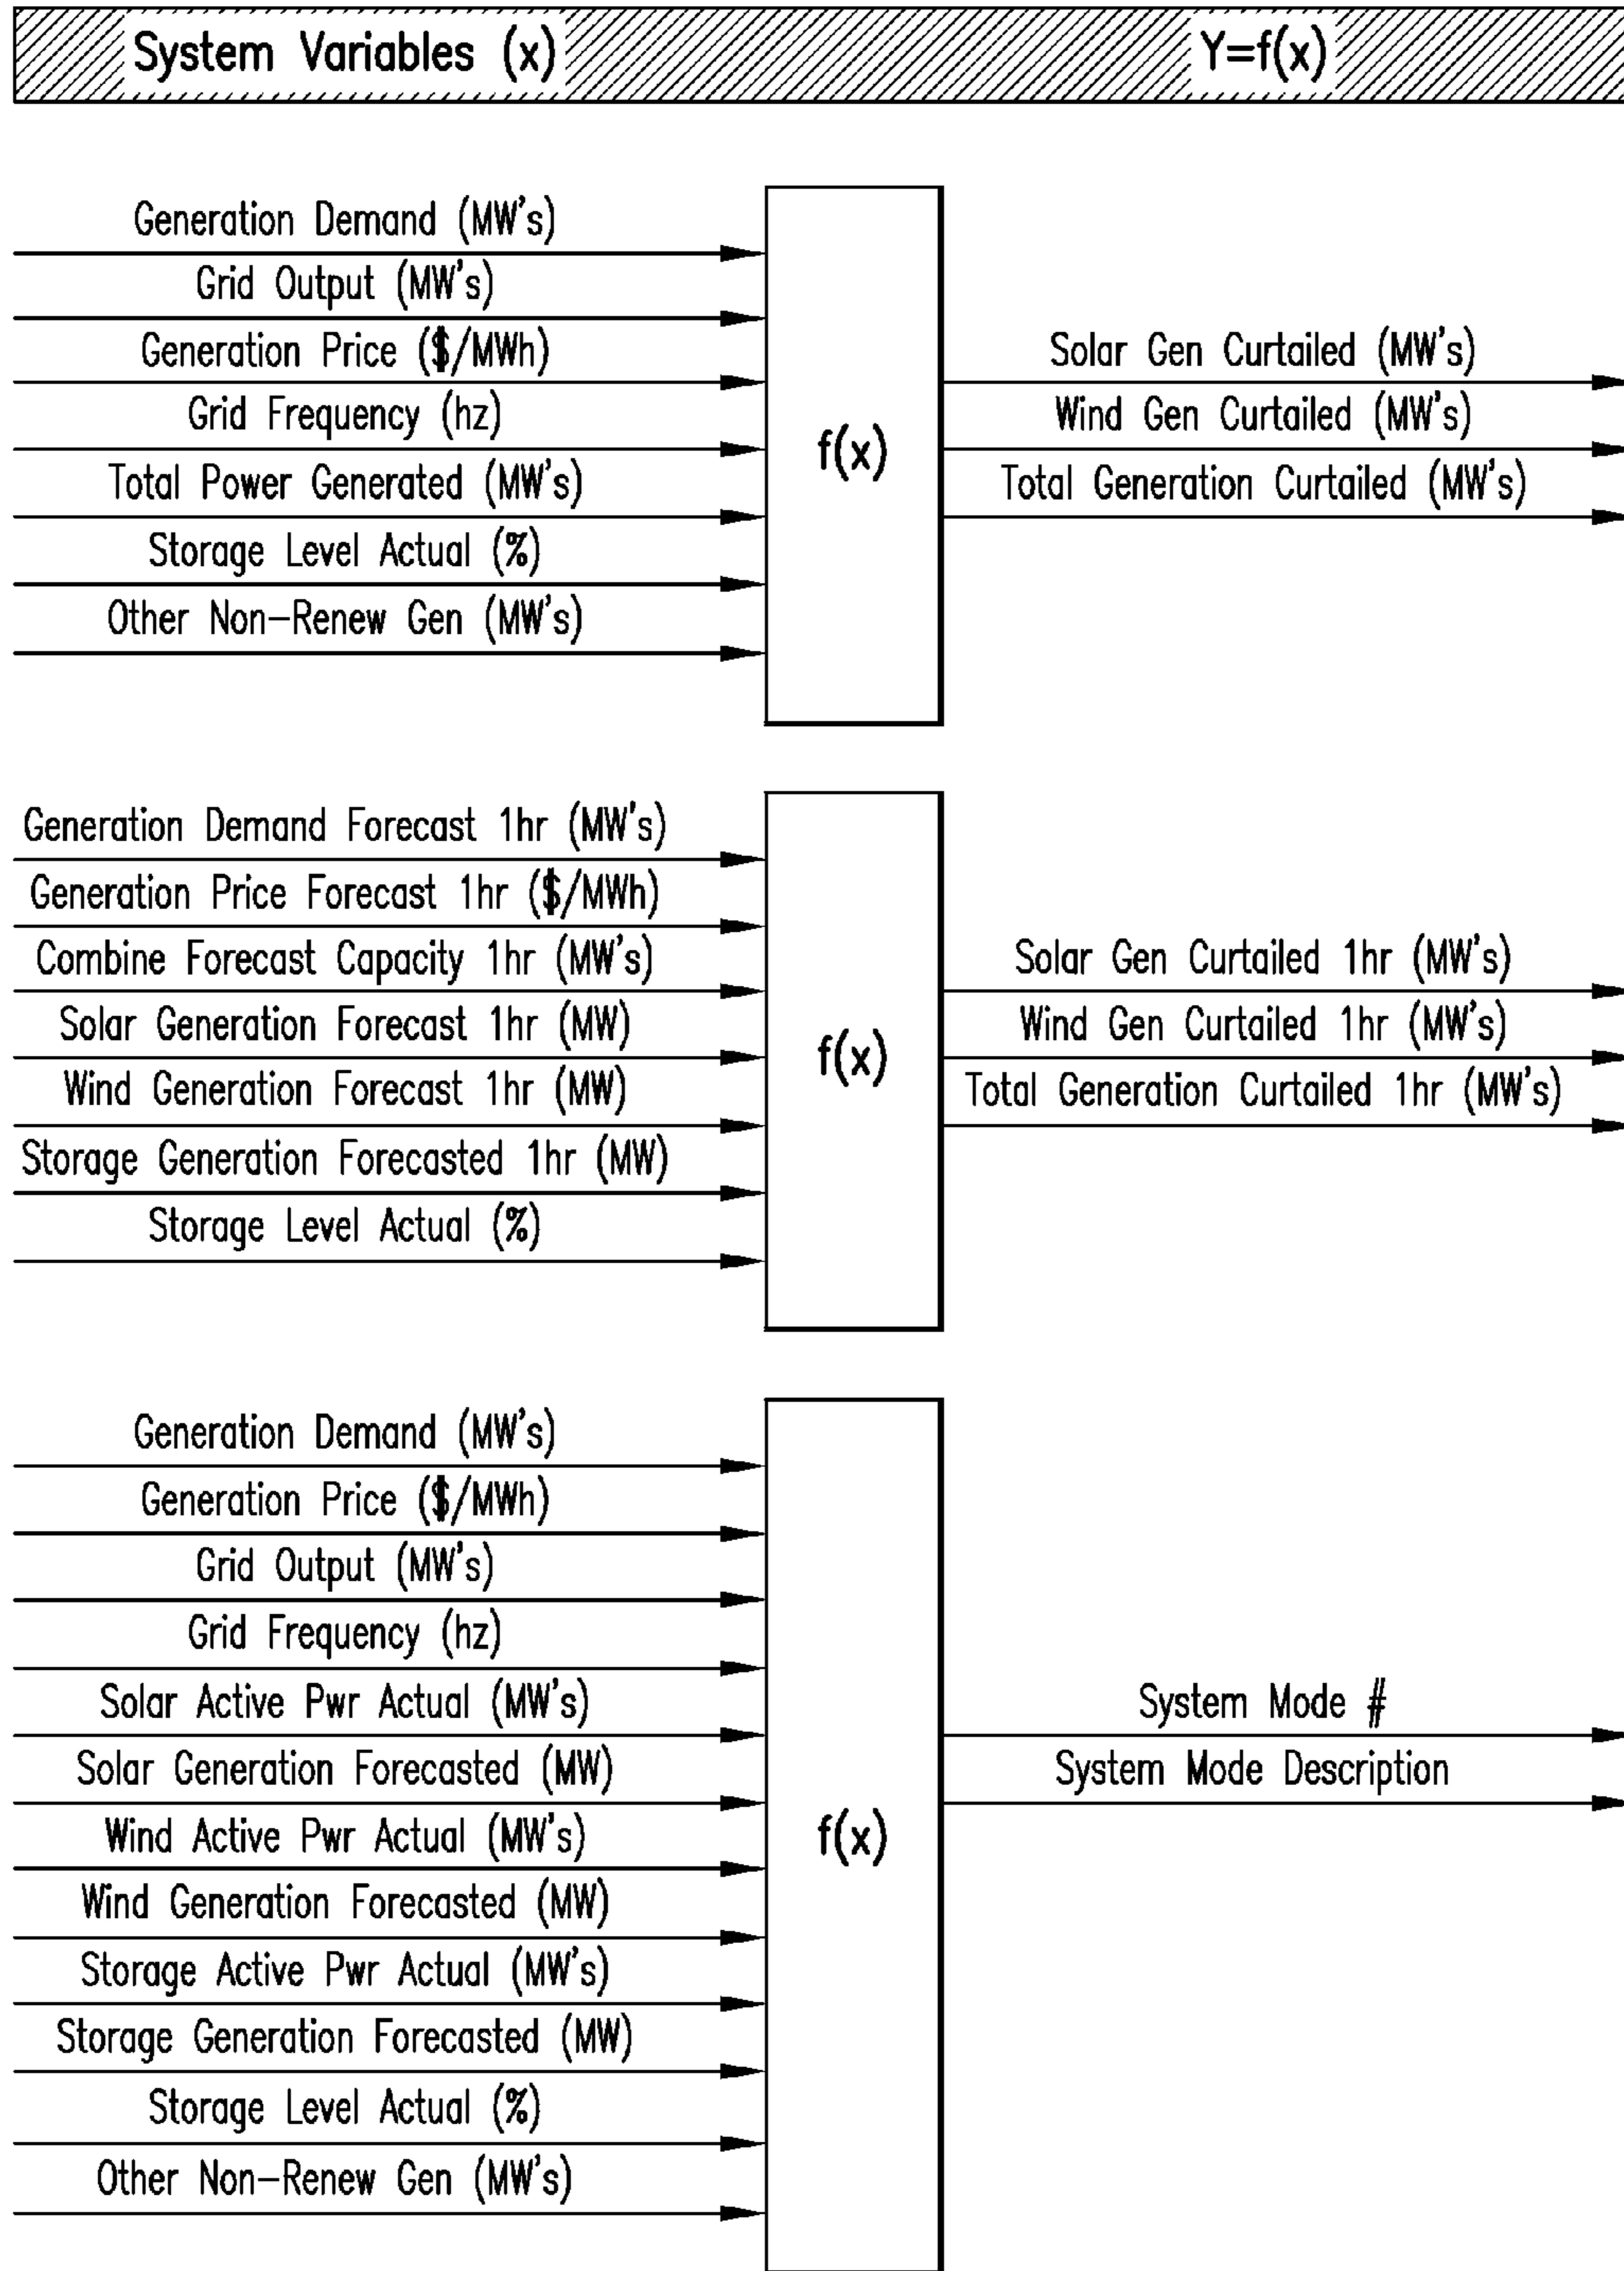 System Variables (x)
Y=f(x)
Generation Demand (MW's)
Grid Output (MW's)
Generation Price ($/MWh)
Grid Frequency (hz)
Total Power Generated (MW's)
Storage Level Actual (%)
Other Non-Renew Gen (MW's)
f(x)
Solar Gen Curtailed (MW's)
Wind Gen Curtailed (MW's)
Total Generation Curtailed (MW's)
Generation Demand Forecast 1hr (MW's)
Generation Price Forecast 1hr ($/MWh)
Combine Forecast Capacity 1hr (MW's)
Solar Generation Forecast 1hr (MW)
Wind Generation Forecast 1hr (MW)
Storage Generation Forecasted 1hr (MW)
Storage Level Actual (%)
f(x)
Solar Gen Curtailed 1hr (MW's)
Wind Gen Curtailed 1hr (MW's)
Total Generation Curtailed 1hr (MW's)
Generation Demand (MW's)
Generation Price ($/MWh)
Grid Output (MW's)
Grid Frequency (hz)
Solar Active Pwr Actual (MW's)
Solar Generation Forecasted (MW)
Wind Active Pwr Actual (MW's)
Wind Generation Forecasted (MW)
Storage Active Pwr Actual (MW's)
Storage Generation Forecasted (MW)
Storage Level Actual (%)
Other Non-Renew Gen (MW's)
f(x)
System Mode #
System Mode Description